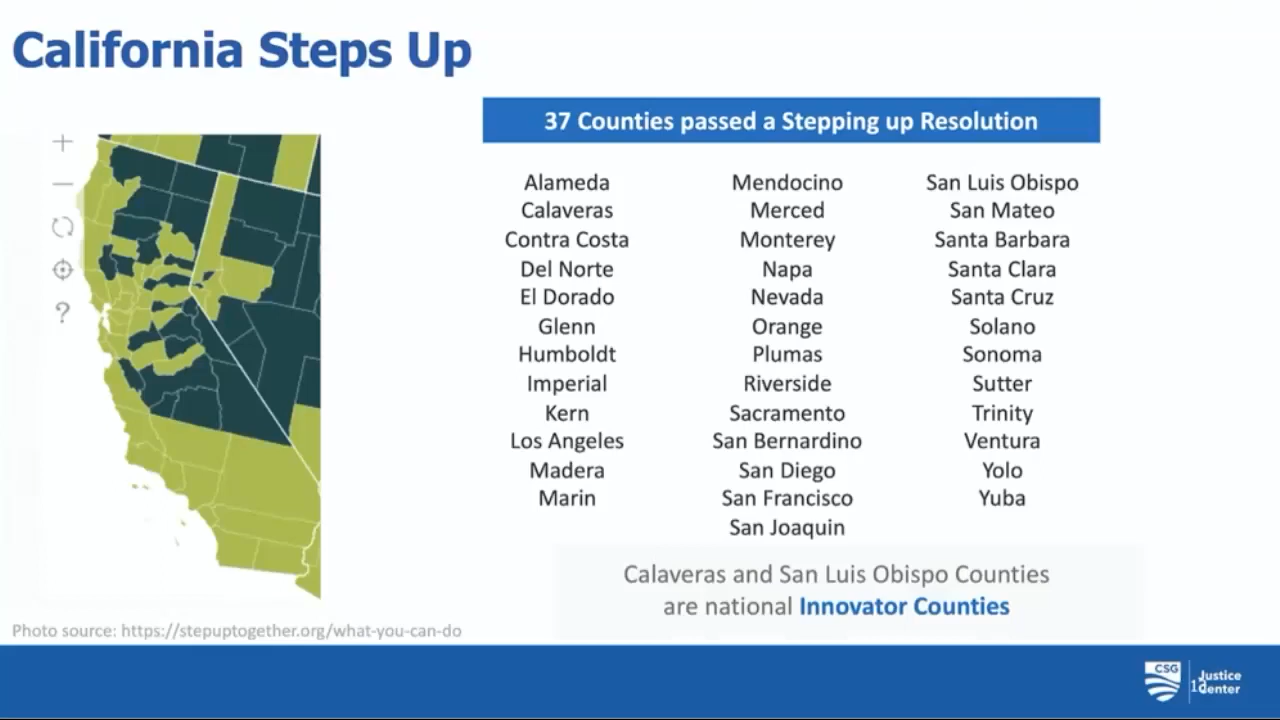 California Steps Up
37 Counties passed a Stepping up Resolution
Alameda
Calaveras
Contra Costa
Del Norte
El Dorado
Glenn
Humboldt
Imperial
Kern
Los Angeles
Madera
Marin
Mendocino
Merced
Monterey
Napa
Nevada
Orange
Plumas
Riverside
Sacramento
San Bernardino
San Diego
San Francisco
San Joaquin
San Luis Obispo
San Mateo
Santa Barbara
Santa Clara
Santa Cruz
Solano
Sonoma
Sutter
Trinity
Ventura
Yolo
Yuba
Calaveras and San Luis Obispo Counties
are national Innovator Counties
?
Photo source: https://stepuptogether.org/what-you-can-do
CSG
Justice
Center